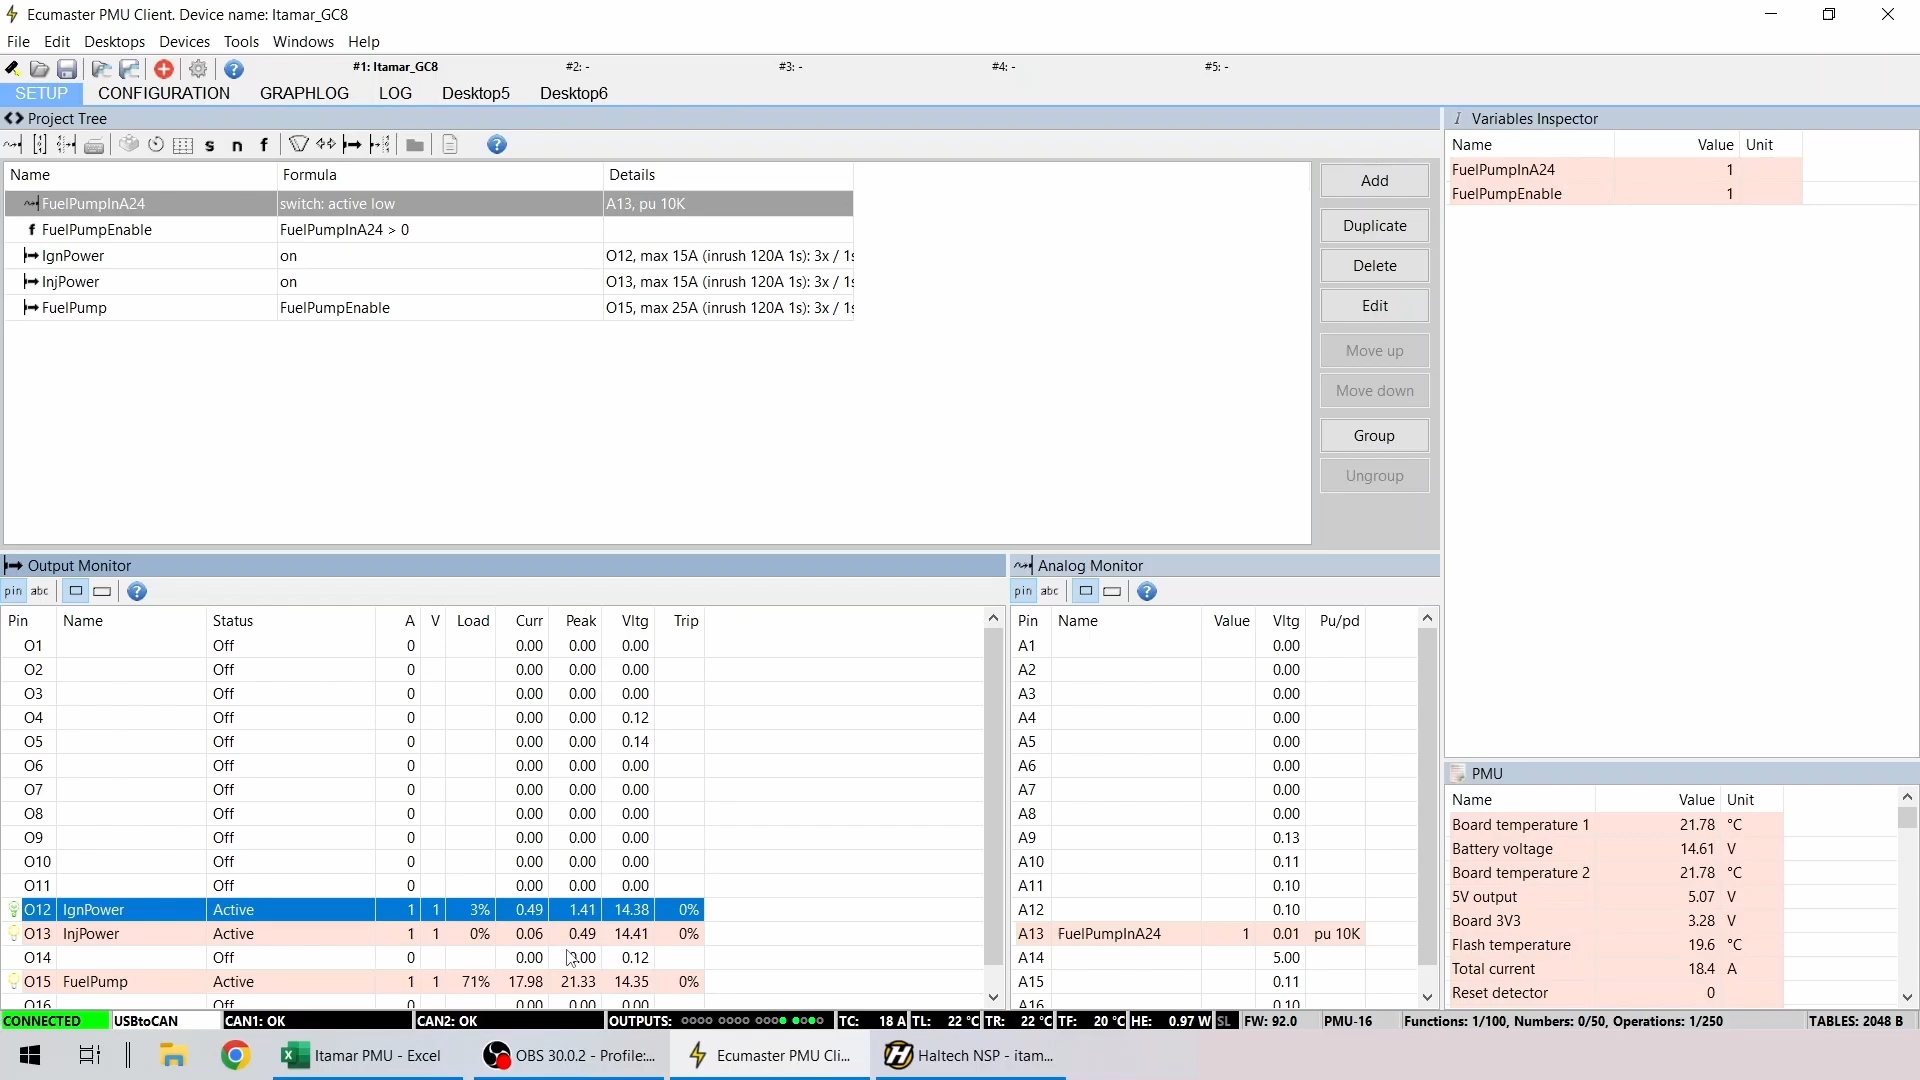 Ecumaster PMU Client. Device name: Itamar_GC8
File Edit Desktops Devices Tools Windows Help
#1: Itamar_GC8 #2: - #3: - #4: - #5: -
SETUP CONFIGURATION GRAPHLOG LOG Desktop5 Desktop6
Project Tree
s n f
Name Formula Details
FuelPumpInA24 switch: active low A13, pu 10K
f FuelPumpEnable FuelPumpInA24 > 0
IgnPower on O12, max 15A (inrush 120A 1s): 3x / 1s
InjPower on O13, max 15A (inrush 120A 1s): 3x / 1s
FuelPump FuelPumpEnable O15, max 25A (inrush 120A 1s): 3x / 1s
Add
Duplicate
Delete
Edit
Move up
Move down
Group
Ungroup
Variables Inspector
Name Value Unit
FuelPumpInA24 1
FuelPumpEnable 1
Output Monitor
pin abc
Pin Name Status A V Load Curr Peak Vltg Trip
O1 Off 0 0.00 0.00 0.00
O2 Off 0 0.00 0.00 0.00
O3 Off 0 0.00 0.00 0.00
O4 Off 0 0.00 0.00 0.12
O5 Off 0 0.00 0.00 0.14
O6 Off 0 0.00 0.00 0.00
O7 Off 0 0.00 0.00 0.00
O8 Off 0 0.00 0.00 0.00
O9 Off 0 0.00 0.00 0.00
O10 Off 0 0.00 0.00 0.00
O11 Off 0 0.00 0.00 0.00
O12 IgnPower Active 1 1 3% 0.49 1.41 14.38 0%
O13 InjPower Active 1 1 0% 0.06 0.49 14.41 0%
O14 Off 0 0.00 0.00 0.12
O15 FuelPump Active 1 1 71% 17.98 21.33 14.35 0%
O16 Off 0 0.00 0.00 0.00
Analog Monitor
pin abc
Pin Name Value Vltg Pu/pd
A1 0.00
A2 0.00
A3 0.00
A4 0.00
A5 0.00
A6 0.00
A7 0.00
A8 0.00
A9 0.13
A10 0.11
A11 0.10
A12 0.10
A13 FuelPumpInA24 1 0.01 pu 10K
A14 5.00
A15 0.11
A16 0.10
PMU
Name Value Unit
Board temperature 1 21.78 °C
Battery voltage 14.61 V
Board temperature 2 21.78 °C
5V output 5.07 V
Board 3V3 3.28 V
Flash temperature 19.6 °C
Total current 18.4 A
Reset detector 0
CONNECTED USBtoCAN CAN1: OK CAN2: OK OUTPUTS: TC: 18 A TL: 22 °C TR: 22 °C TF: 20 °C HE: 0.97 W SL FW: 92.0 PMU-16 Functions: 1/100, Numbers: 0/50, Operations: 1/250 TABLES: 2048 B
Itamar PMU - Excel OBS 30.0.2 - Profile:... Ecumaster PMU Cli... Haltech NSP - itam...